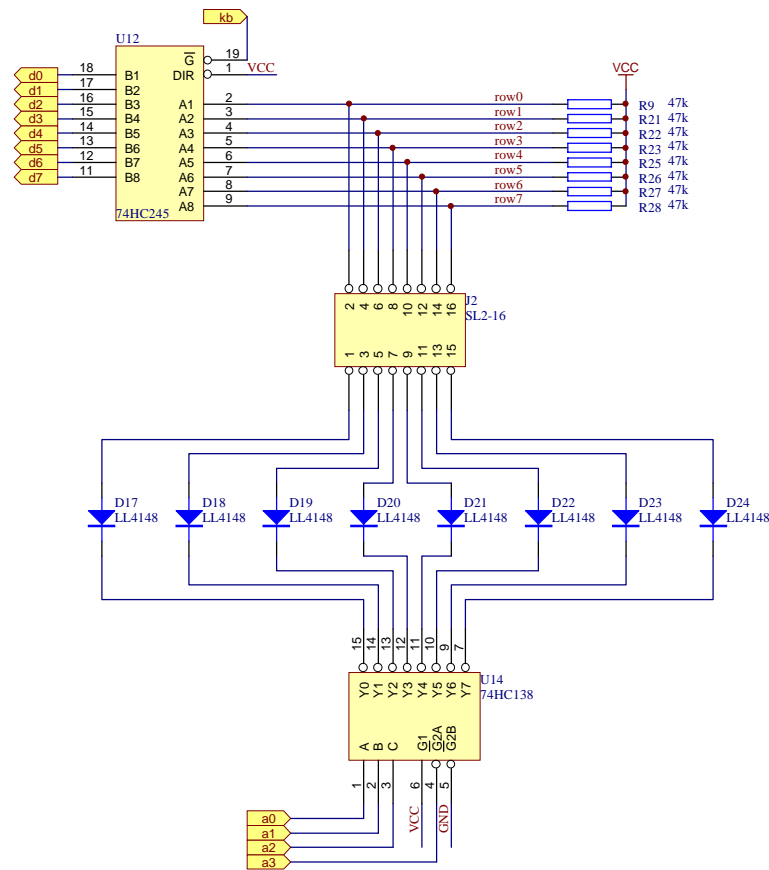 kb
U12
G 19
DIR 1 VCC
VCC
d0 18 B1
d1 17 B2
d2 16 B3 A1 2 row0 R9 47k
d3 15 B4 A2 3 row1 R21 47k
d4 14 B5 A3 4 row2 R22 47k
d5 13 B6 A4 5 row3 R23 47k
d6 12 B7 A5 6 row4 R25 47k
d7 11 B8 A6 7 row5 R26 47k
A7 8 row6 R27 47k
74HC245 A8 9 row7 R28 47k
J2
SL2-16
2 4 6 8 10 12 14 16
1 3 5 7 9 11 13 15
D17 D18 D19 D20 D21 D22 D23 D24
LL4148 LL4148 LL4148 LL4148 LL4148 LL4148 LL4148 LL4148
15 14 13 12 11 10 9 7
U14
74HC138
Y0 Y1 Y2 Y3 Y4 Y5 Y6 Y7
A B C G1 G2A G2B
1 2 3 6 4 5
VCC GND
a0
a1
a2
a3